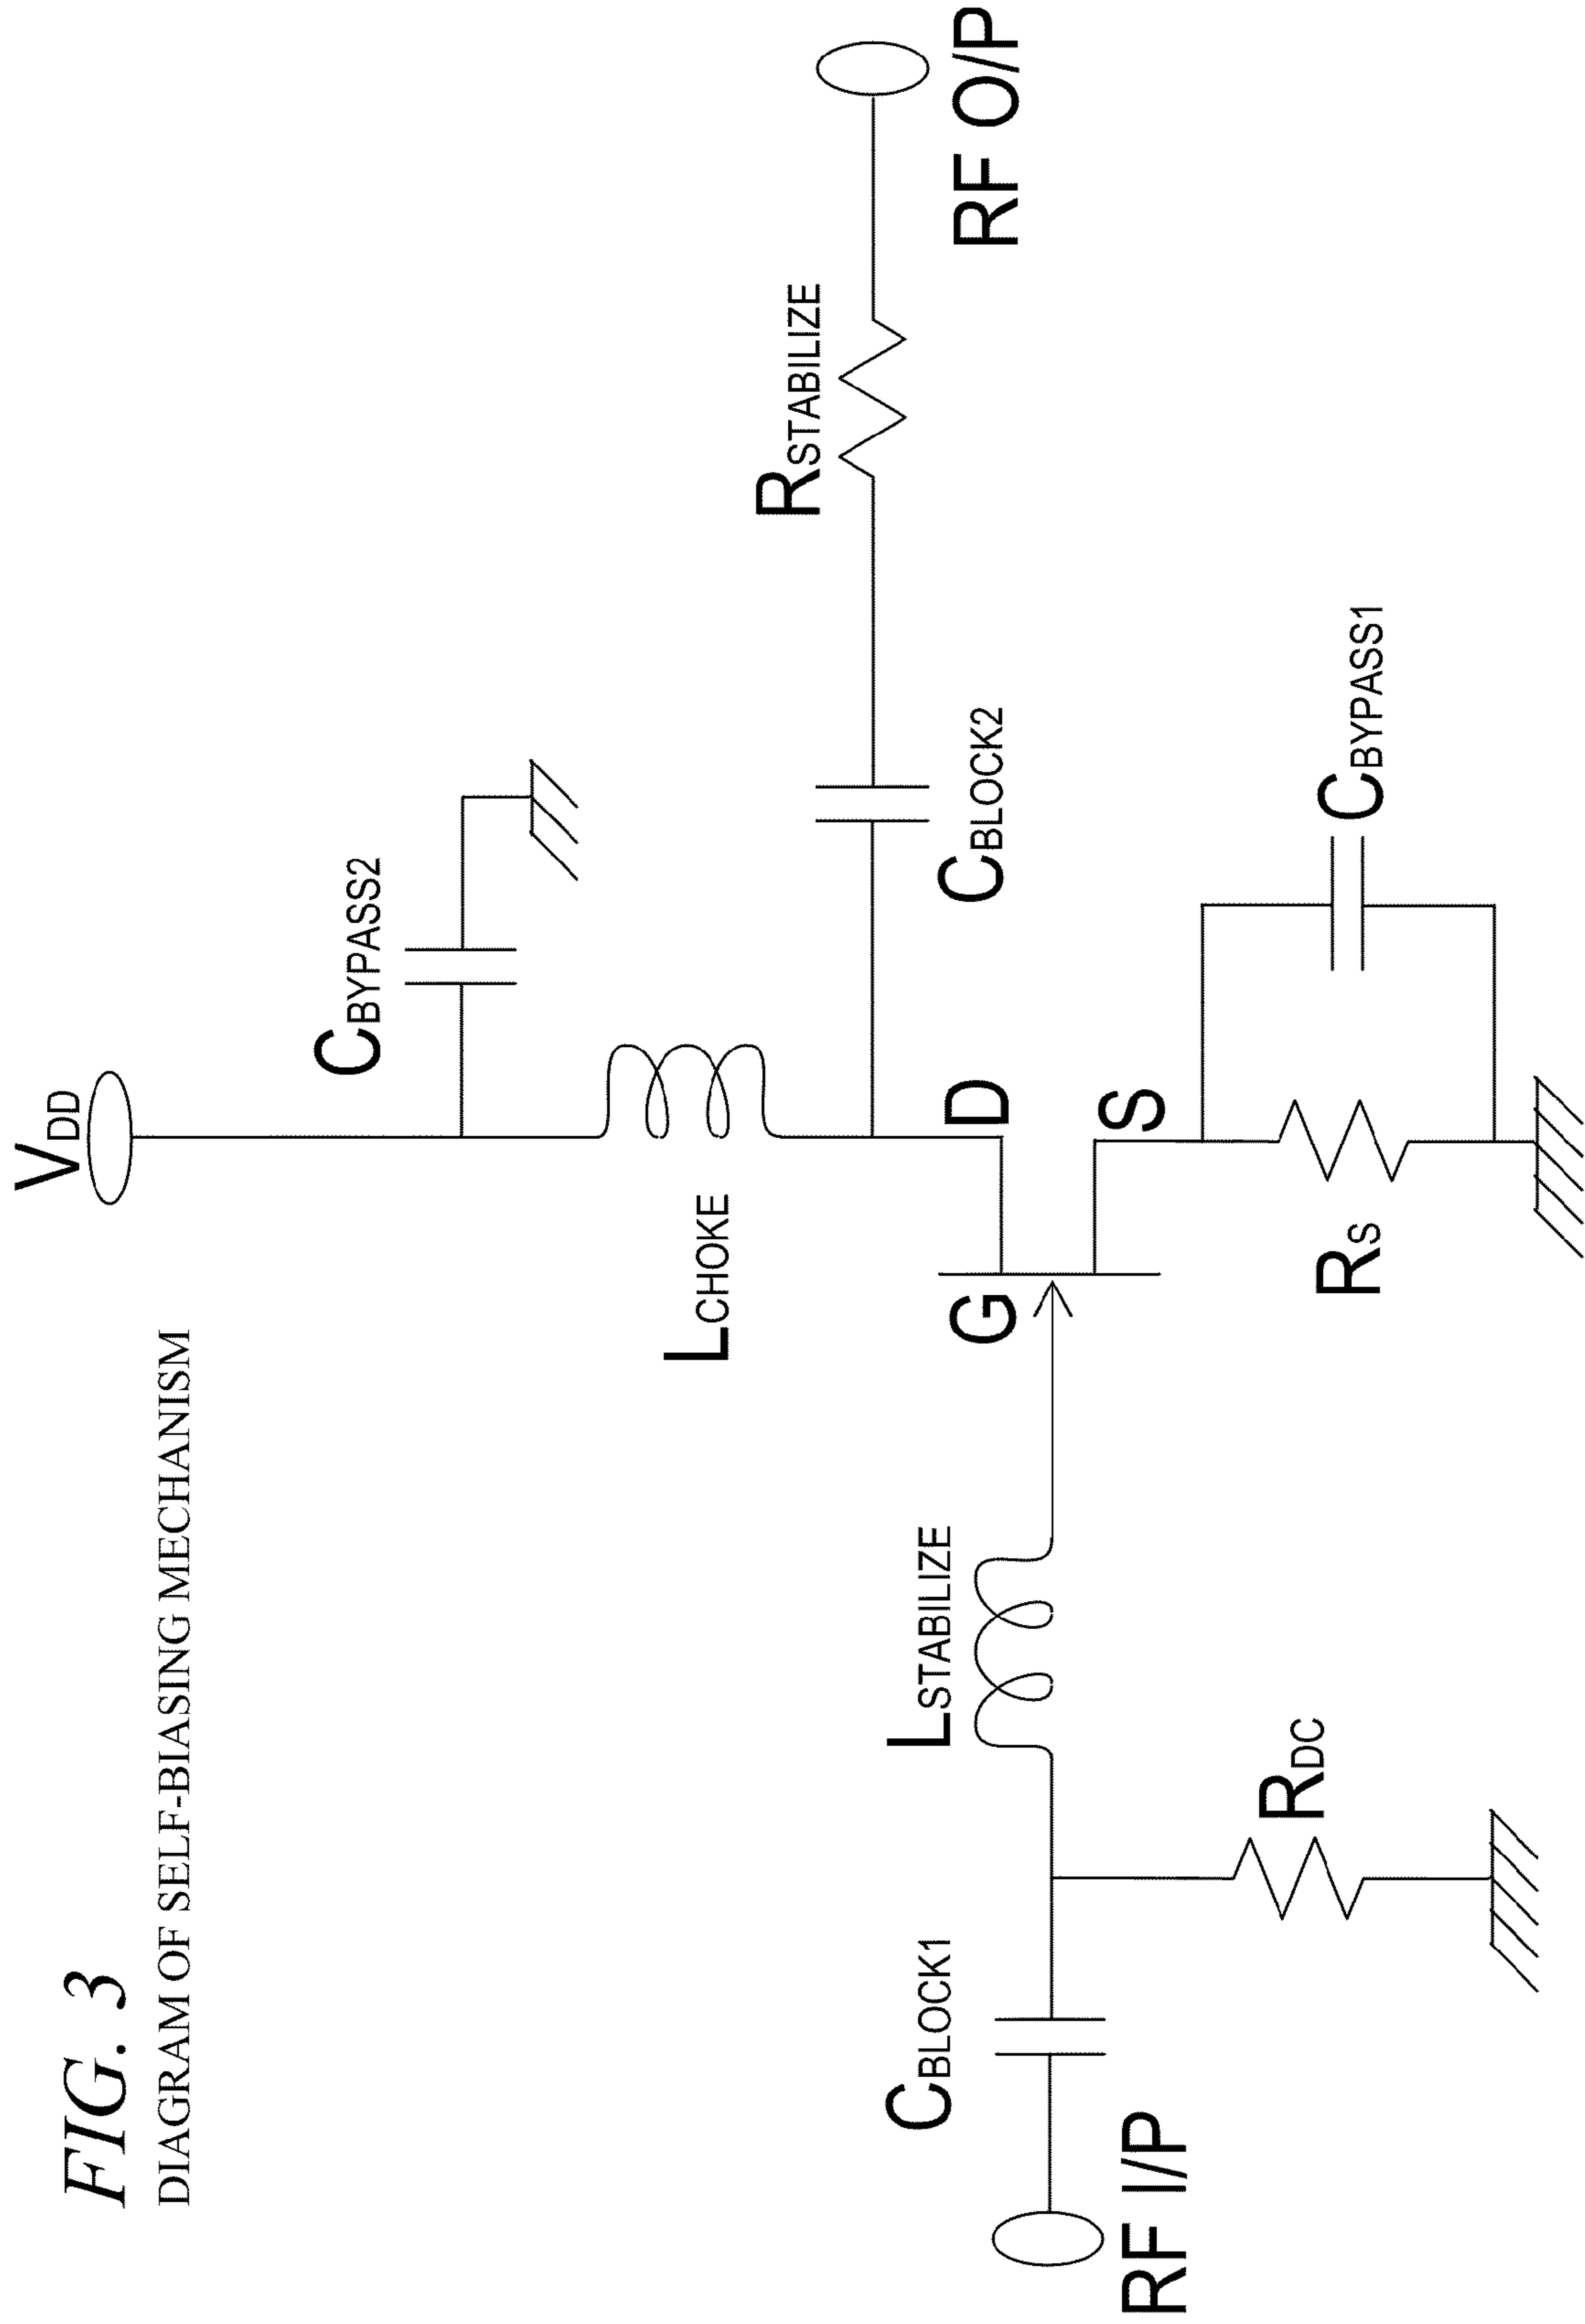 FIG. 3
DIAGRAM OF SELF-BIASING MECHANISM
VDD
CBYPASS2
LCHOKE
RSTABILIZE
RF O/P
CBLOCK2
D
G
S
LSTABILIZE
CBLOCK1
RF I/P
RDC
RS
CBYPASS1